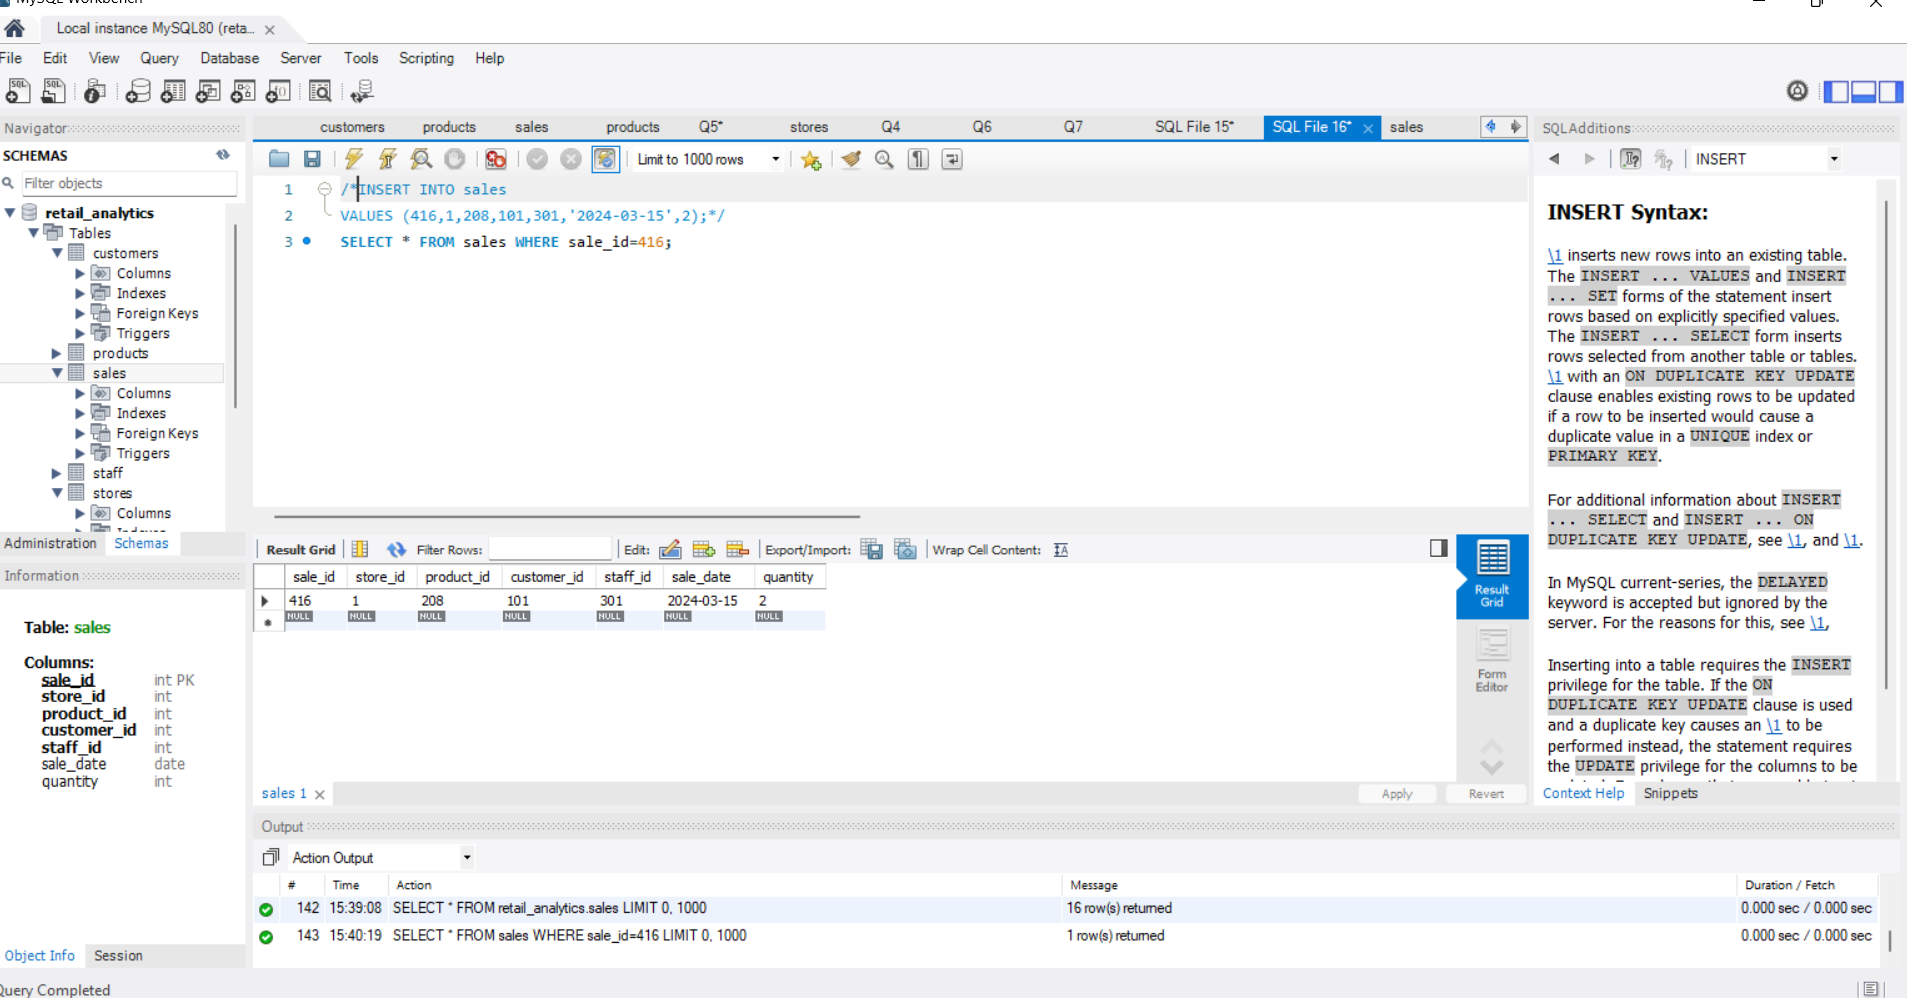 MySQL Workbench
Local instance MySQL80 (reta...
File Edit View Query Database Server Tools Scripting Help
Navigator
SCHEMAS
Filter objects
retail_analytics
Tables
customers
Columns
Indexes
Foreign Keys
Triggers
products
sales
Columns
Indexes
Foreign Keys
Triggers
staff
stores
Columns
Indexes
Administration Schemas
Information
Table: sales
Columns:
sale_id int PK
store_id int
product_id int
customer_id int
staff_id int
sale_date date
quantity int
Object Info Session
Query Completed
customers products sales products Q5* stores Q4 Q6 Q7 SQL File 15* SQL File 16* sales
Limit to 1000 rows
1 /*INSERT INTO sales
2 VALUES (416,1,208,101,301,'2024-03-15',2);*/
3 SELECT * FROM sales WHERE sale_id=416;
Result Grid Filter Rows: Edit: Export/Import: Wrap Cell Content:
sale_id store_id product_id customer_id staff_id sale_date quantity
416 1 208 101 301 2024-03-15 2
NULL NULL NULL NULL NULL NULL NULL
Result
Grid
Form
Editor
sales 1 Apply Revert
Output
Action Output
# Time Action Message Duration / Fetch
142 15:39:08 SELECT * FROM retail_analytics.sales LIMIT 0, 1000 16 row(s) returned 0.000 sec / 0.000 sec
143 15:40:19 SELECT * FROM sales WHERE sale_id=416 LIMIT 0, 1000 1 row(s) returned 0.000 sec / 0.000 sec
SQLAdditions
INSERT
INSERT Syntax:
\1 inserts new rows into an existing table.
The INSERT ... VALUES and INSERT
... SET forms of the statement insert
rows based on explicitly specified values.
The INSERT ... SELECT form inserts
rows selected from another table or tables.
\1 with an ON DUPLICATE KEY UPDATE
clause enables existing rows to be updated
if a row to be inserted would cause a
duplicate value in a UNIQUE index or
PRIMARY KEY.
For additional information about INSERT
... SELECT and INSERT ... ON
DUPLICATE KEY UPDATE, see \1, and \1.
In MySQL current-series, the DELAYED
keyword is accepted but ignored by the
server. For the reasons for this, see \1,
Inserting into a table requires the INSERT
privilege for the table. If the ON
DUPLICATE KEY UPDATE clause is used
and a duplicate key causes an \1 to be
performed instead, the statement requires
the UPDATE privilege for the columns to be
Context Help Snippets